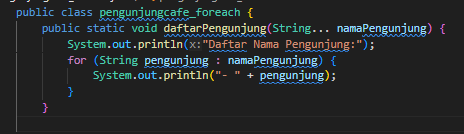 public class pengunjungcafe_foreach {
public static void daftarPengunjung(String... namaPengunjung) {
System.out.println(x:"Daftar Nama Pengunjung:");
for (String pengunjung : namaPengunjung) {
System.out.println("- " + pengunjung);
}
}